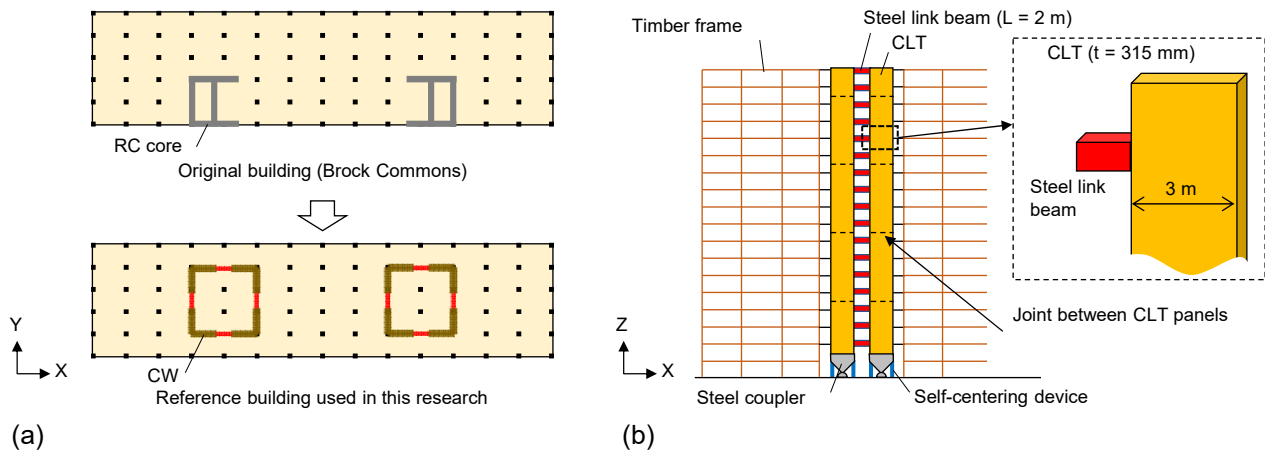 RC core
Original building (Brock Commons)
Y
X
CW
Reference building used in this research
(a)
Timber frame
Steel link beam (L = 2 m)
CLT
CLT (t = 315 mm)
3 m
Steel link
beam
Joint between CLT panels
Z
X
Steel coupler
Self-centering device
(b)